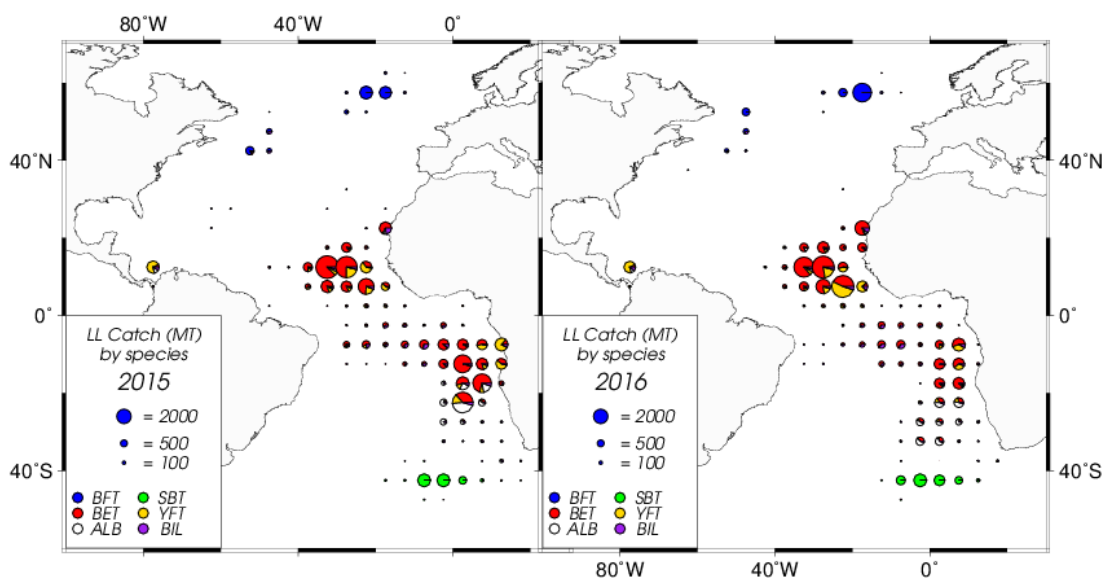 80˚W 40˚W 0˚
40˚N 40˚N
0˚ 0˚
LL Catch (MT)
by species
2015
= 2000
= 500
= 100
BFT SBT
BET YFT
ALB BIL
LL Catch (MT)
by species
2016
= 2000
= 500
= 100
BFT SBT
BET YFT
ALB BIL
40˚S 40˚S
80˚W 40˚W 0˚